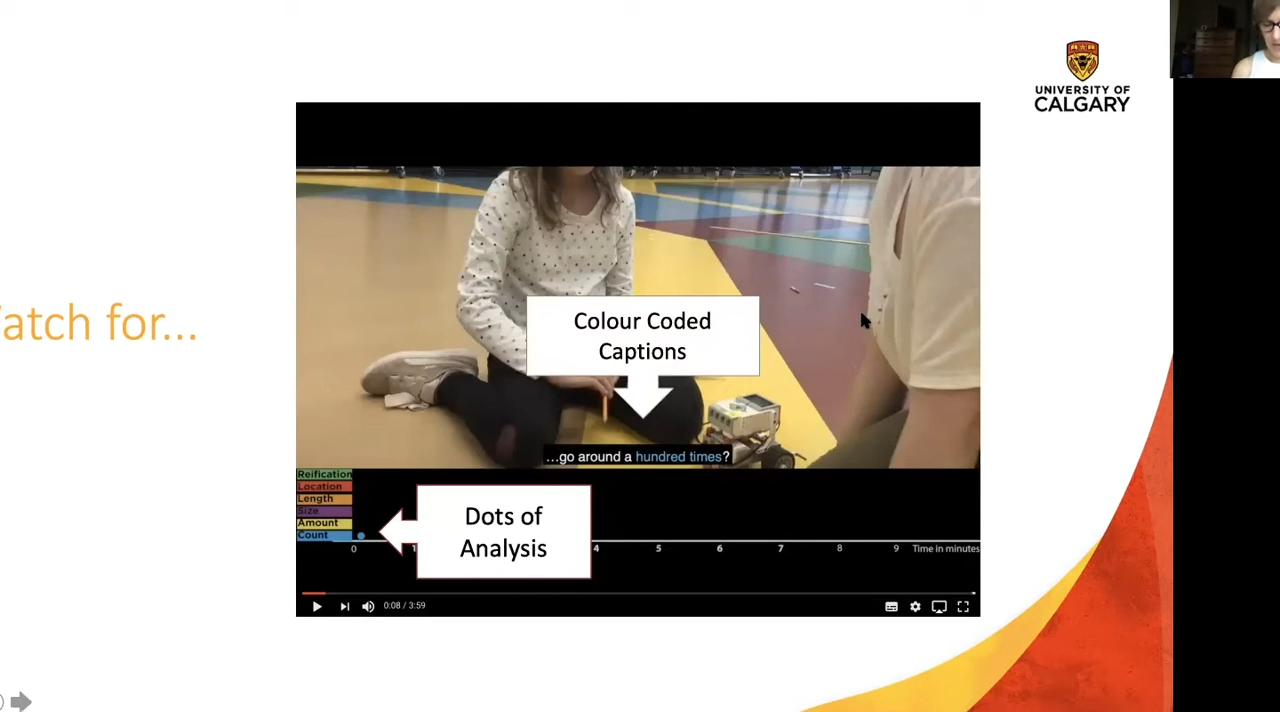 UNIVERSITY OF
CALGARY
atch for...
Colour Coded
Captions
...go around a hundred times?
Reification
Location
Length
Size
Amount
Count
Dots of
Analysis
0 1 4 5 6 7 8 9 Time in minutes
0:08 / 3:59